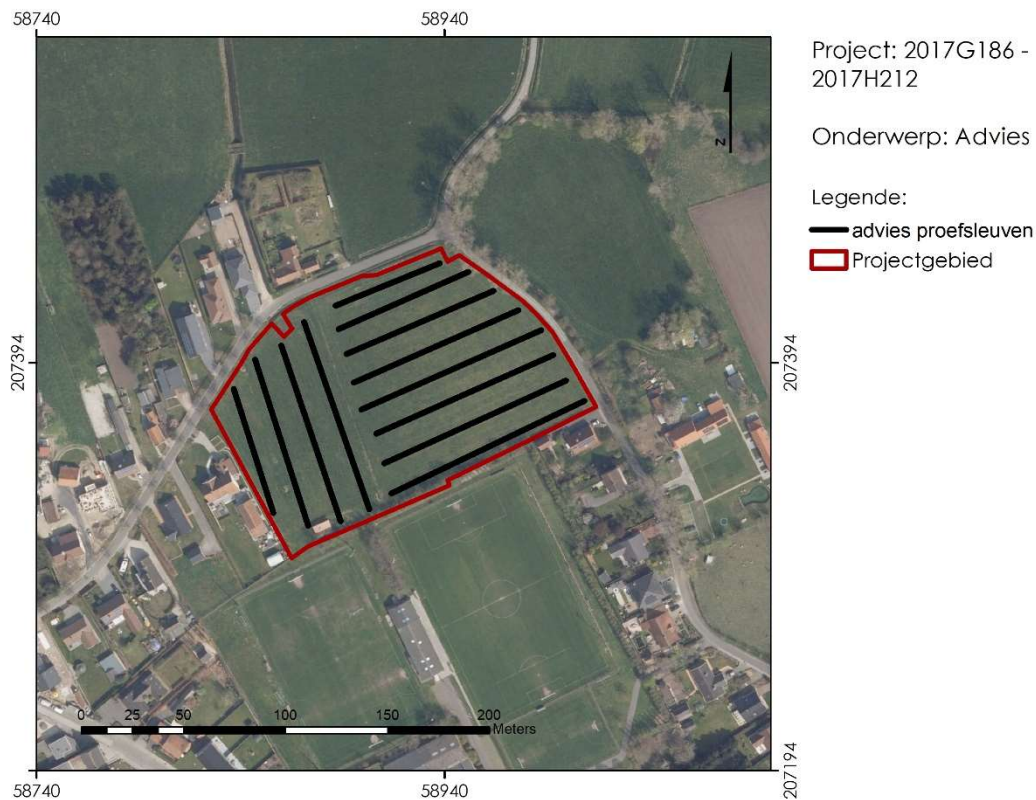 58740
58940
Project: 2017G186 -
2017H212
Onderwerp: Advies
Legende:
advies proefsleuven
Projectgebied
z
207394
207394
0
25
50
100
150
200
Meters
58740
58940
207194